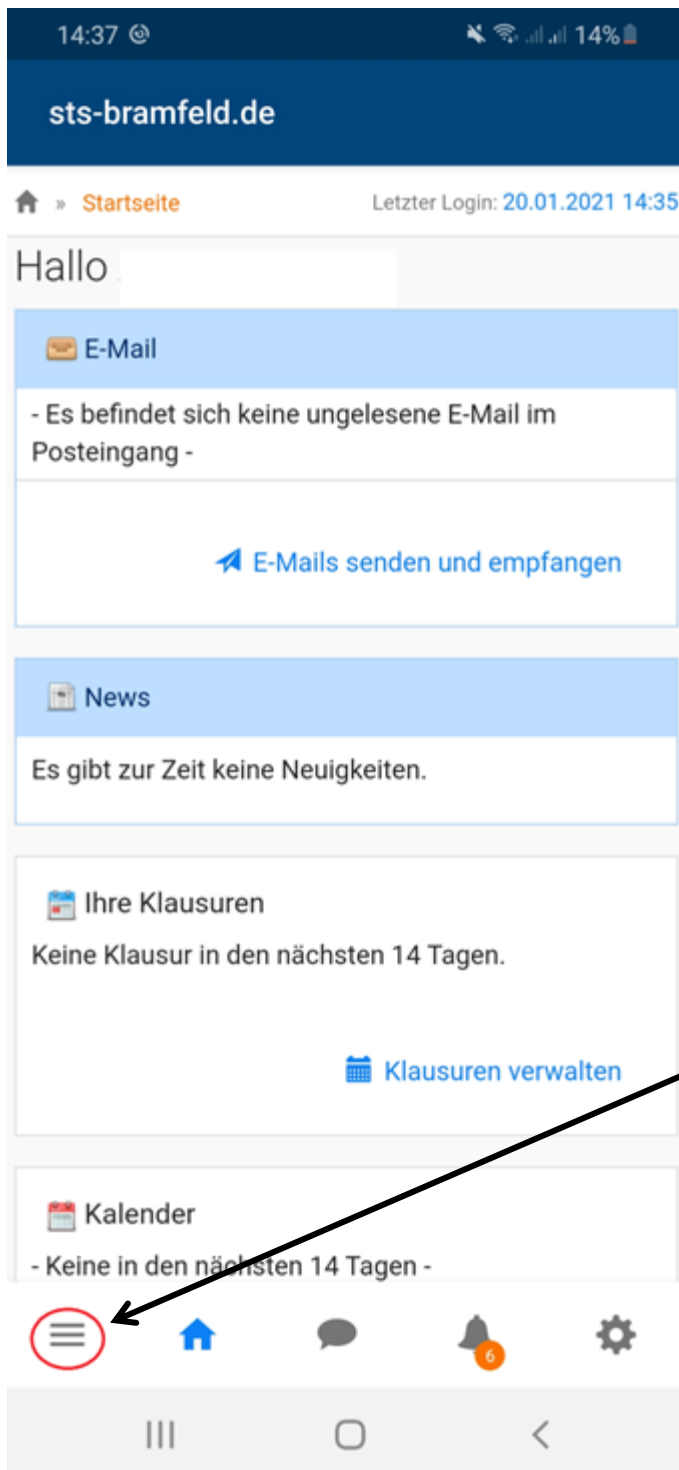 14:37
14%
sts-bramfeld.de
» Startseite
Letzter Login: 20.01.2021 14:35
Hallo
E-Mail
- Es befindet sich keine ungelesene E-Mail im
Posteingang -
E-Mails senden und empfangen
News
Es gibt zur Zeit keine Neuigkeiten.
Ihre Klausuren
Keine Klausur in den nächsten 14 Tagen.
Klausuren verwalten
Kalender
- Keine in den nächsten 14 Tagen -
6